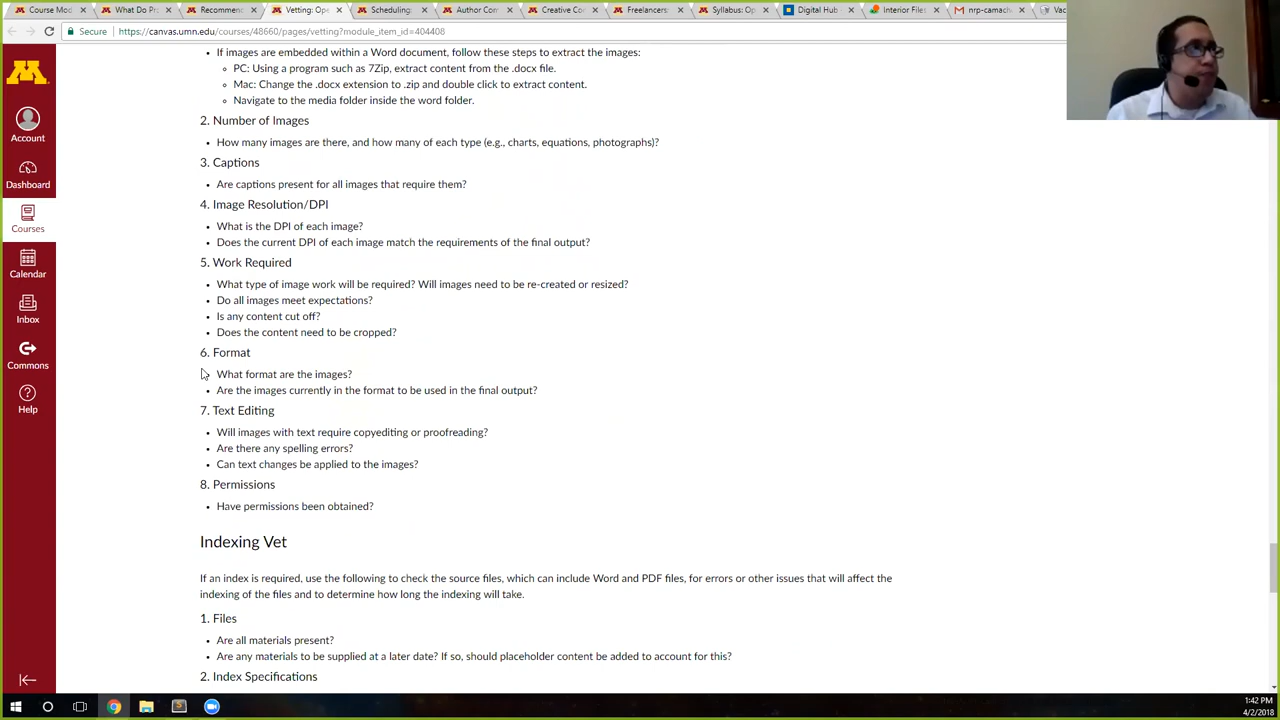 Course Mod
What Do Pr
Recommen
Vetting: Ope
Scheduling:
Author Com
Creative Co
Freelancers:
Syllabus: Op
Digital Hub -
Interior Files
nrp-camach
Vac
Secure
https://canvas.umn.edu/courses/48660/pages/vetting?module_item_id=404408
Account
Dashboard
Courses
Calendar
Inbox
Commons
Help
• If images are embedded within a Word document, follow these steps to extract the images:
◦ PC: Using a program such as 7Zip, extract content from the .docx file.
◦ Mac: Change the .docx extension to .zip and double click to extract content.
◦ Navigate to the media folder inside the word folder.
2. Number of Images
• How many images are there, and how many of each type (e.g., charts, equations, photographs)?
3. Captions
• Are captions present for all images that require them?
4. Image Resolution/DPI
• What is the DPI of each image?
• Does the current DPI of each image match the requirements of the final output?
5. Work Required
• What type of image work will be required? Will images need to be re-created or resized?
• Do all images meet expectations?
• Is any content cut off?
• Does the content need to be cropped?
6. Format
• What format are the images?
• Are the images currently in the format to be used in the final output?
7. Text Editing
• Will images with text require copyediting or proofreading?
• Are there any spelling errors?
• Can text changes be applied to the images?
8. Permissions
• Have permissions been obtained?
Indexing Vet
If an index is required, use the following to check the source files, which can include Word and PDF files, for errors or other issues that will affect the
indexing of the files and to determine how long the indexing will take.
1. Files
• Are all materials present?
• Are any materials to be supplied at a later date? If so, should placeholder content be added to account for this?
2. Index Specifications
1:42 PM
4/2/2018